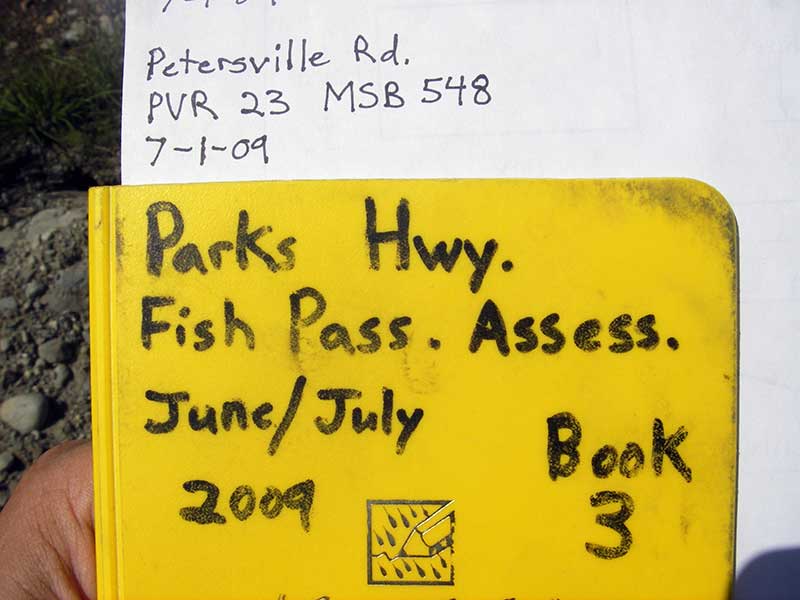 Petersville Rd.
PVR 23 MSB 548
7-1-09
Parks Hwy.
Fish Pass. Assess.
June/July
2009
Book
3